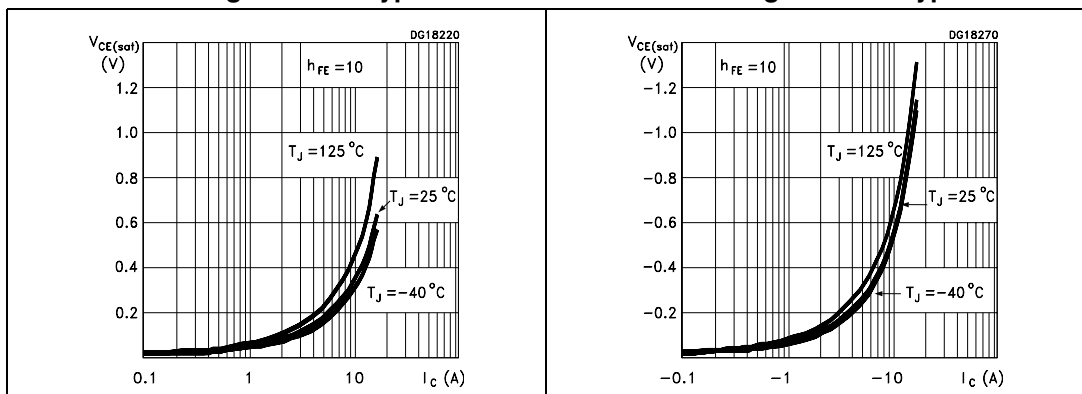 DG18220
V_CE(sat)
(V)
h_FE=10
1.2
1.0
T_J=125°C
0.8
T_J=25°C
0.6
0.4
T_J=-40°C
0.2
0.1 1 10 I_C (A)
DG18270
V_CE(sat)
(V)
h_FE=10
-1.2
-1.0
T_J=125°C
-0.8
T_J=25°C
-0.6
-0.4
T_J=-40°C
-0.2
-0.1 -1 -10 I_C (A)